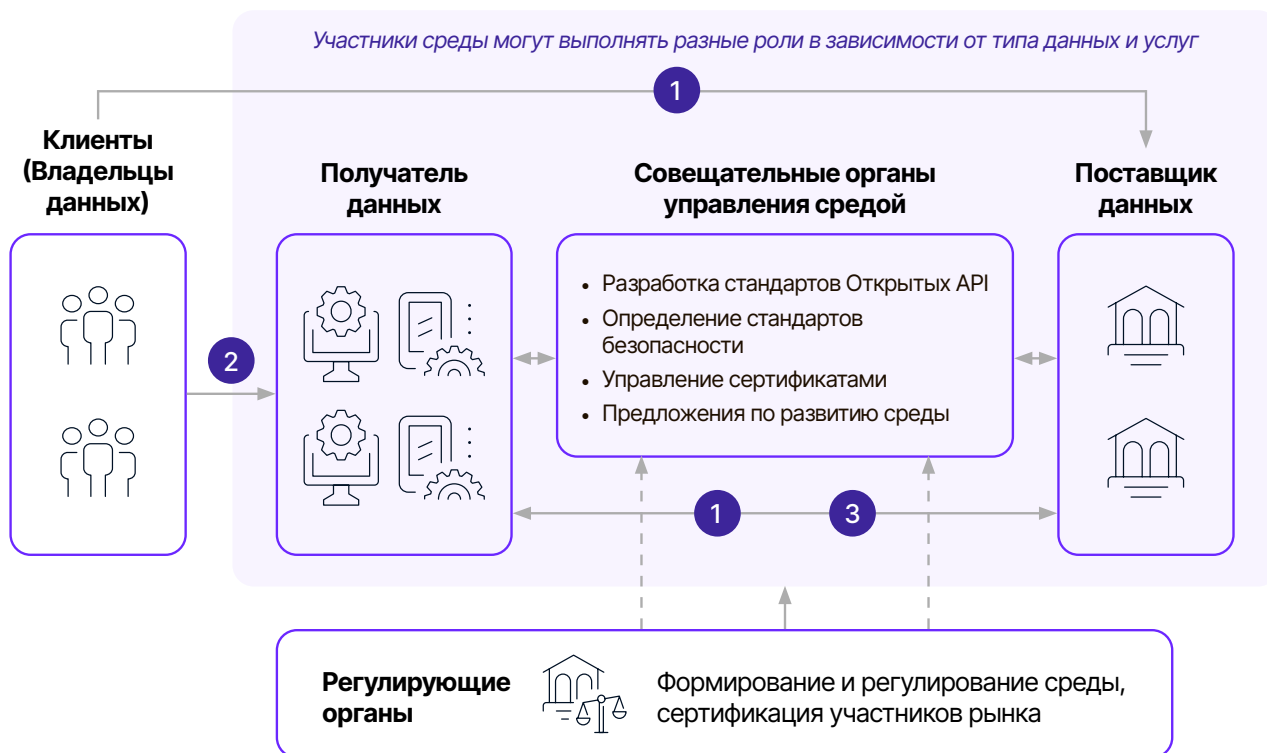 Участники среды могут выполнять разные роли в зависимости от типа данных и услуг
1
Клиенты
(Владельцы
данных)
Получатель
данных
Совещательные органы
управления средой
Поставщик
данных
2
• Разработка стандартов Открытых API
• Определение стандартов
безопасности
• Управление сертификатами
• Предложения по развитию среды
1
3
Регулирующие
органы
Формирование и регулирование среды,
сертификация участников рынка